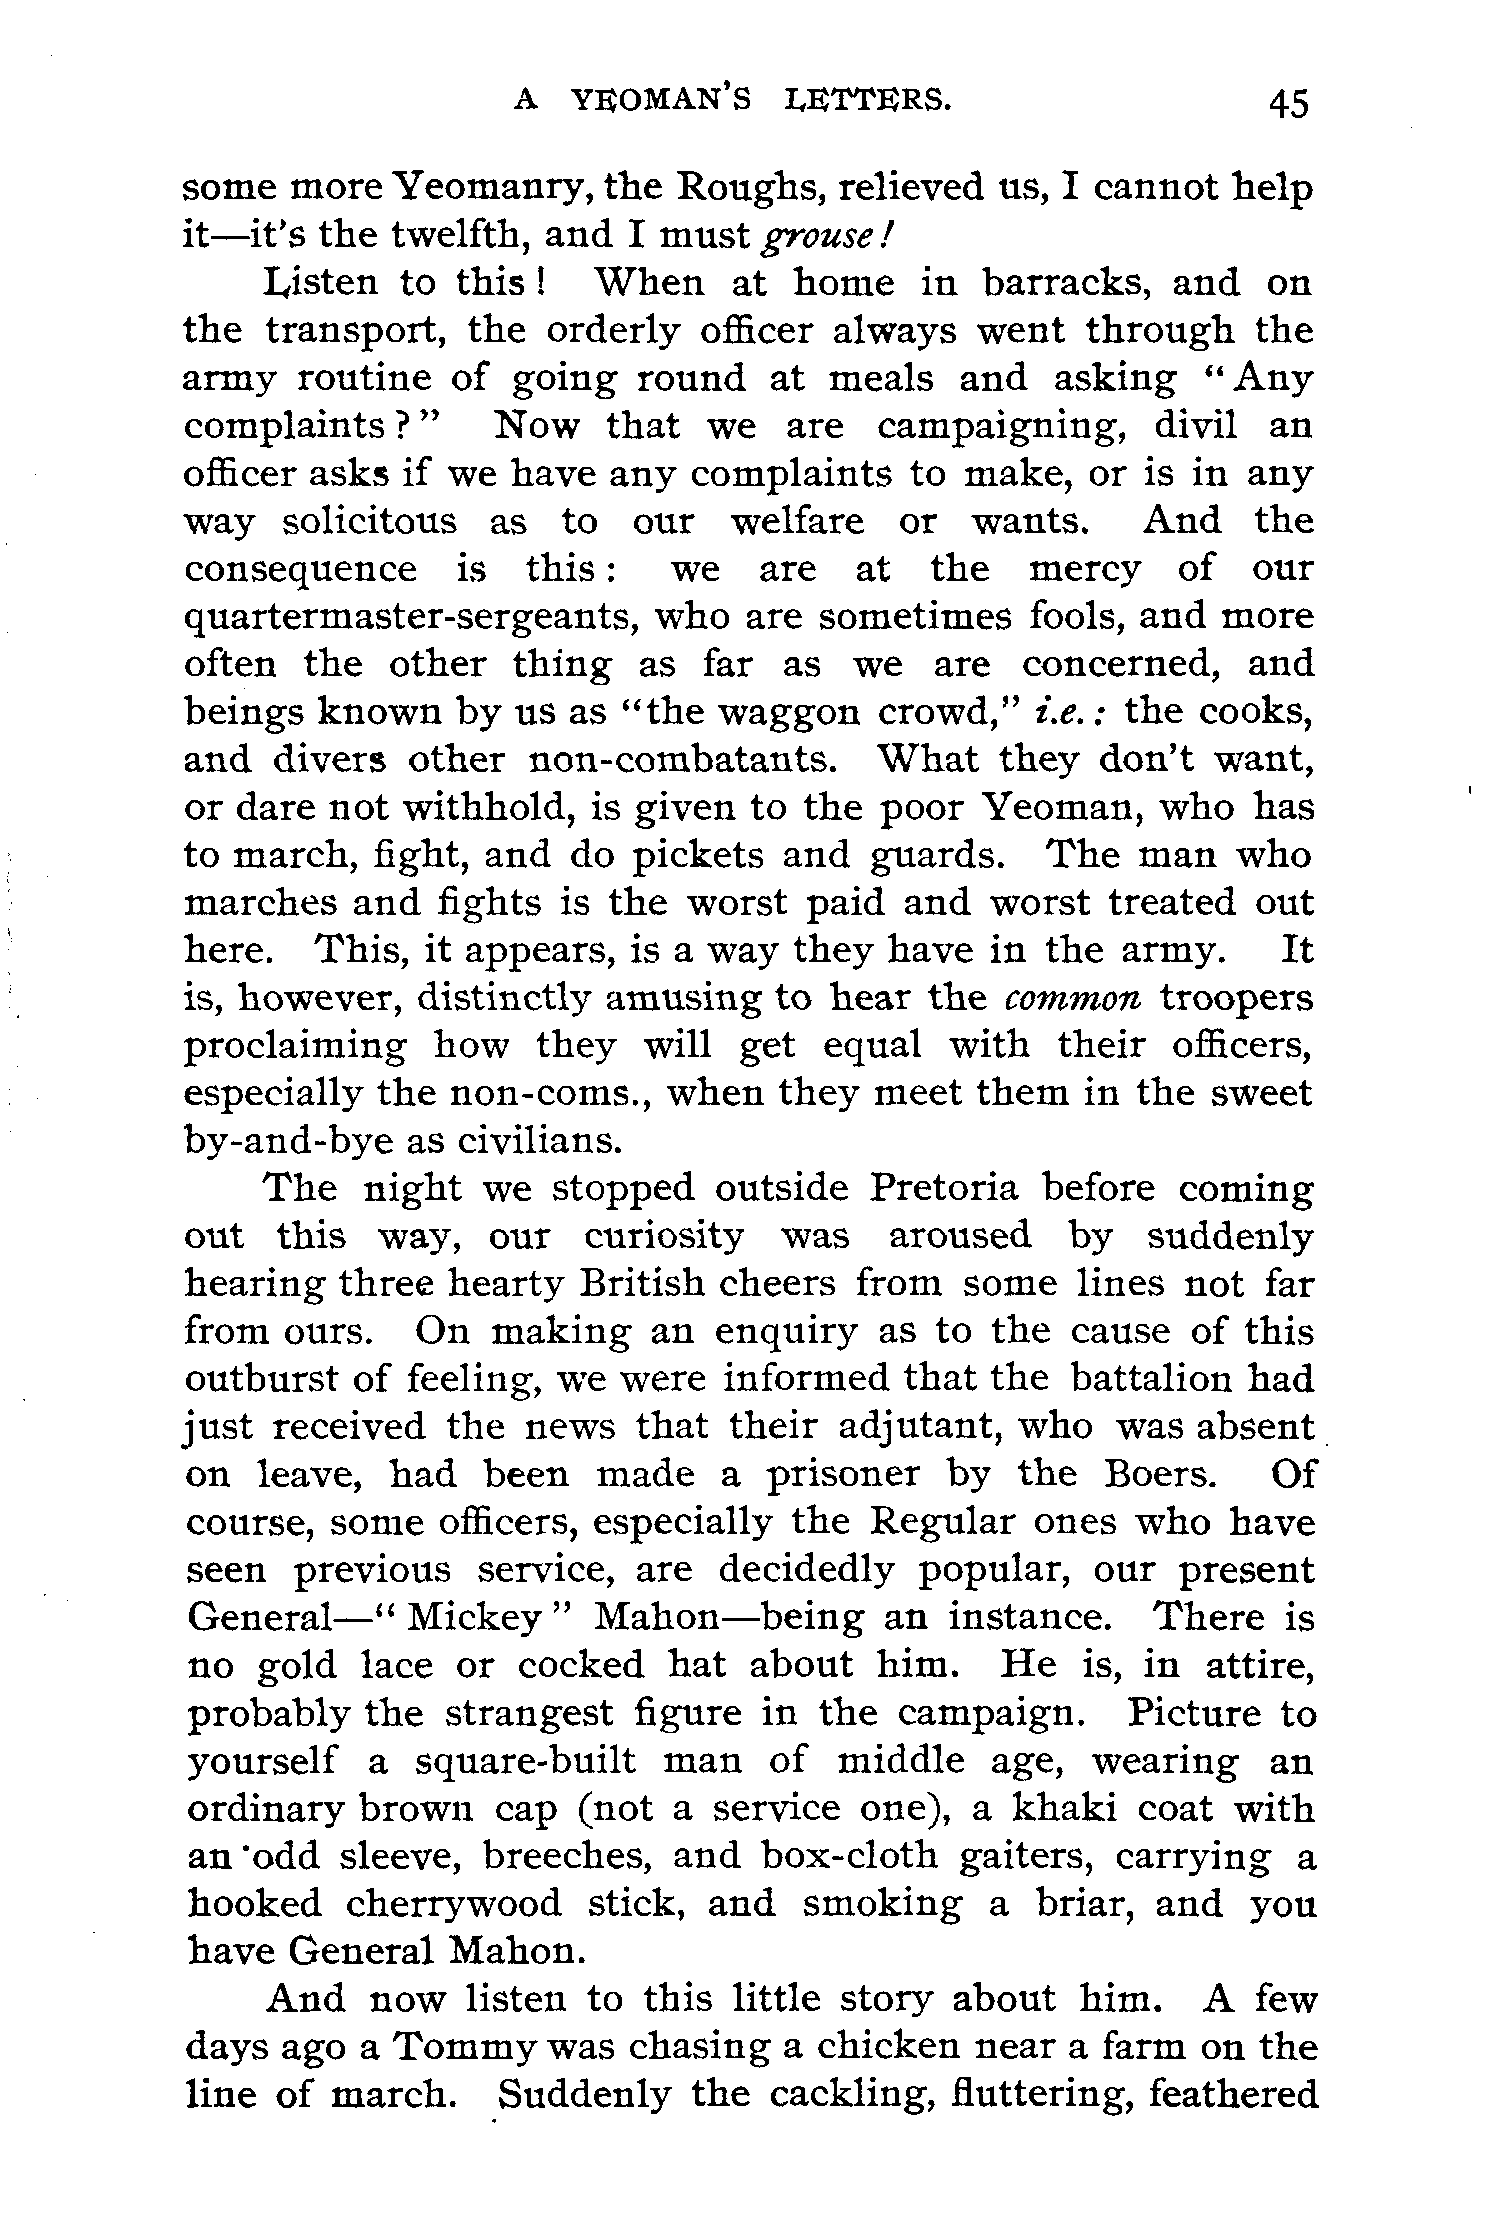 A YEOMAN'S LETTERS. 45
some more Yeomanry, the Roughs, relieved us, I cannot help
it—it's the twelfth, and I must grouse!
Listen to this! When at home in barracks, and on
the transport, the orderly officer always went through the
army routine of going round at meals and asking "Any
complaints?" Now that we are campaigning, divil an
officer asks if we have any complaints to make, or is in any
way solicitous as to our welfare or wants. And the
consequence is this: we are at the mercy of our
quartermaster-sergeants, who are sometimes fools, and more
often the other thing as far as we are concerned, and
beings known by us as "the waggon crowd," i.e.: the cooks,
and divers other non-combatants. What they don't want,
or dare not withhold, is given to the poor Yeoman, who has
to march, fight, and do pickets and guards. The man who
marches and fights is the worst paid and worst treated out
here. This, it appears, is a way they have in the army. It
is, however, distinctly amusing to hear the common troopers
proclaiming how they will get equal with their officers,
especially the non-coms., when they meet them in the sweet
by-and-bye as civilians.
The night we stopped outside Pretoria before coming
out this way, our curiosity was aroused by suddenly
hearing three hearty British cheers from some lines not far
from ours. On making an enquiry as to the cause of this
outburst of feeling, we were informed that the battalion had
just received the news that their adjutant, who was absent
on leave, had been made a prisoner by the Boers. Of
course, some officers, especially the Regular ones who have
seen previous service, are decidedly popular, our present
General—"Mickey" Mahon—being an instance. There is
no gold lace or cocked hat about him. He is, in attire,
probably the strangest figure in the campaign. Picture to
yourself a square-built man of middle age, wearing an
ordinary brown cap (not a service one), a khaki coat with
an odd sleeve, breeches, and box-cloth gaiters, carrying a
hooked cherrywood stick, and smoking a briar, and you
have General Mahon.
And now listen to this little story about him. A few
days ago a Tommy was chasing a chicken near a farm on the
line of march. Suddenly the cackling, fluttering, feathered